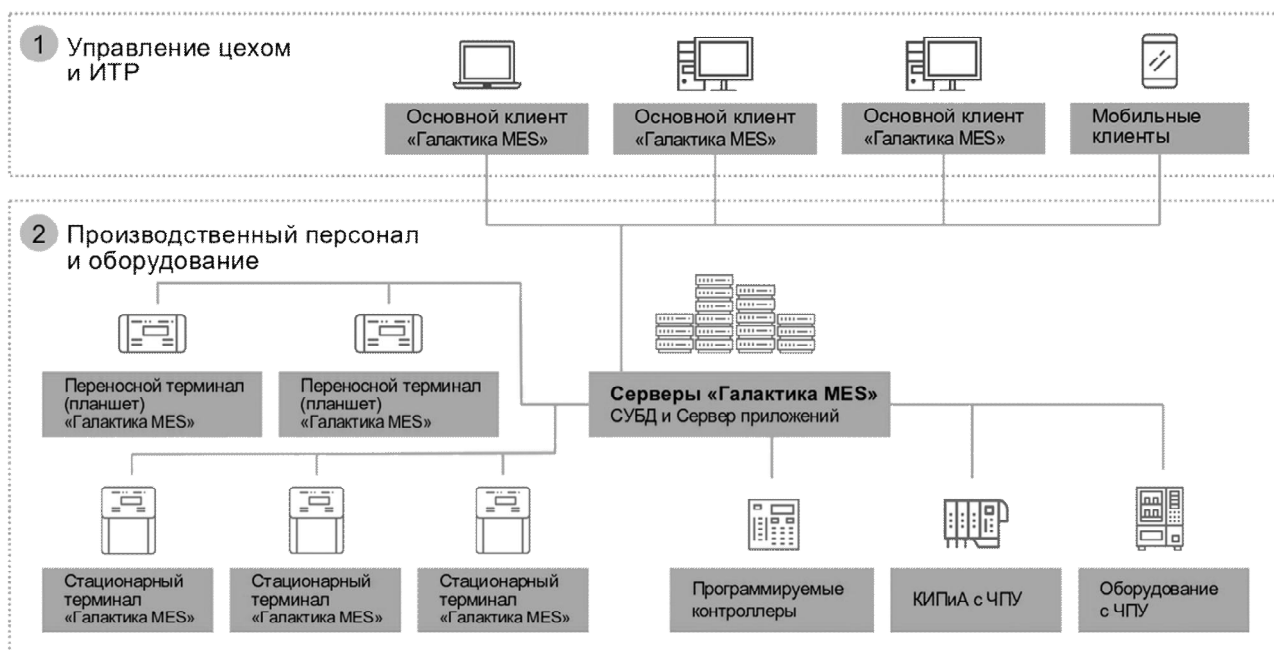 1 Управление цехом
и ИТР
Основной клиент
«Галактика MES»
Основной клиент
«Галактика MES»
Основной клиент
«Галактика MES»
Мобильные
клиенты
2 Производственный персонал
и оборудование
Переносной терминал
(планшет)
«Галактика MES»
Переносной терминал
(планшет)
«Галактика MES»
Серверы «Галактика MES»
СУБД и Сервер приложений
Стационарный
терминал
«Галактика MES»
Стационарный
терминал
«Галактика MES»
Стационарный
терминал
«Галактика MES»
Программируемые
контроллеры
КИПиА с ЧПУ
Оборудование
с ЧПУ